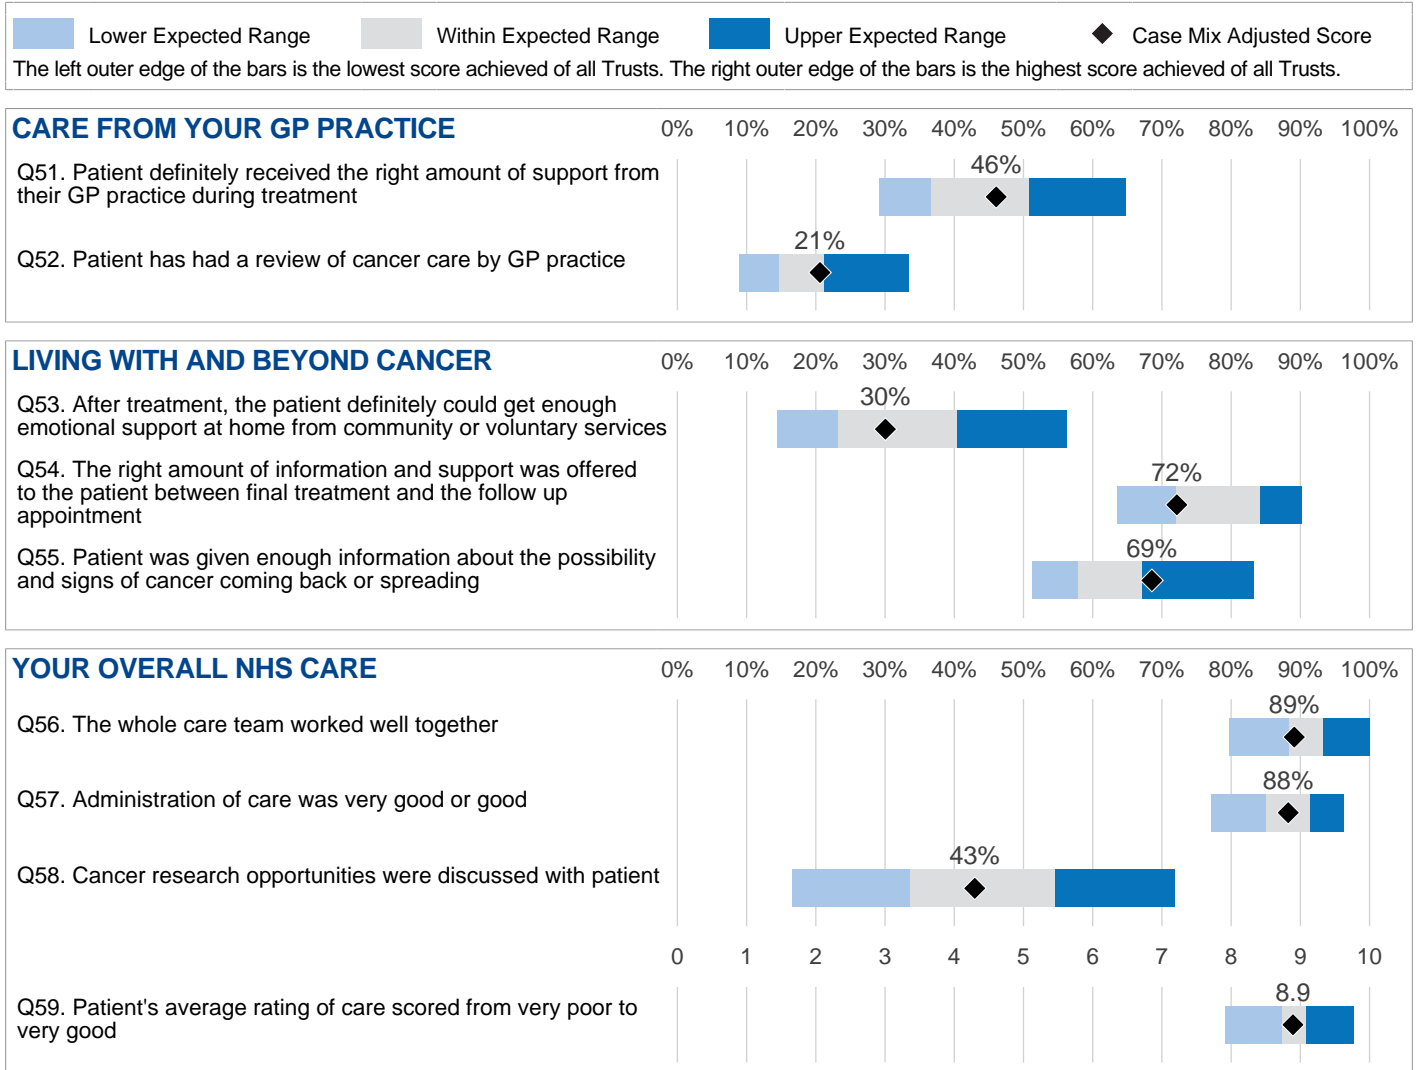 Lower Expected Range Within Expected Range Upper Expected Range Case Mix Adjusted Score
The left outer edge of the bars is the lowest score achieved of all Trusts. The right outer edge of the bars is the highest score achieved of all Trusts.
CARE FROM YOUR GP PRACTICE 0% 10% 20% 30% 40% 50% 60% 70% 80% 90% 100%
46%
Q51. Patient definitely received the right amount of support from
their GP practice during treatment
21%
Q52. Patient has had a review of cancer care by GP practice
LIVING WITH AND BEYOND CANCER 0% 10% 20% 30% 40% 50% 60% 70% 80% 90% 100%
30%
Q53. After treatment, the patient definitely could get enough
emotional support at home from community or voluntary services
72%
Q54. The right amount of information and support was offered
to the patient between final treatment and the follow up
appointment
69%
Q55. Patient was given enough information about the possibility
and signs of cancer coming back or spreading
YOUR OVERALL NHS CARE 0% 10% 20% 30% 40% 50% 60% 70% 80% 90% 100%
89%
Q56. The whole care team worked well together
88%
Q57. Administration of care was very good or good
43%
Q58. Cancer research opportunities were discussed with patient
0 1 2 3 4 5 6 7 8 9 10
8.9
Q59. Patient's average rating of care scored from very poor to
very good